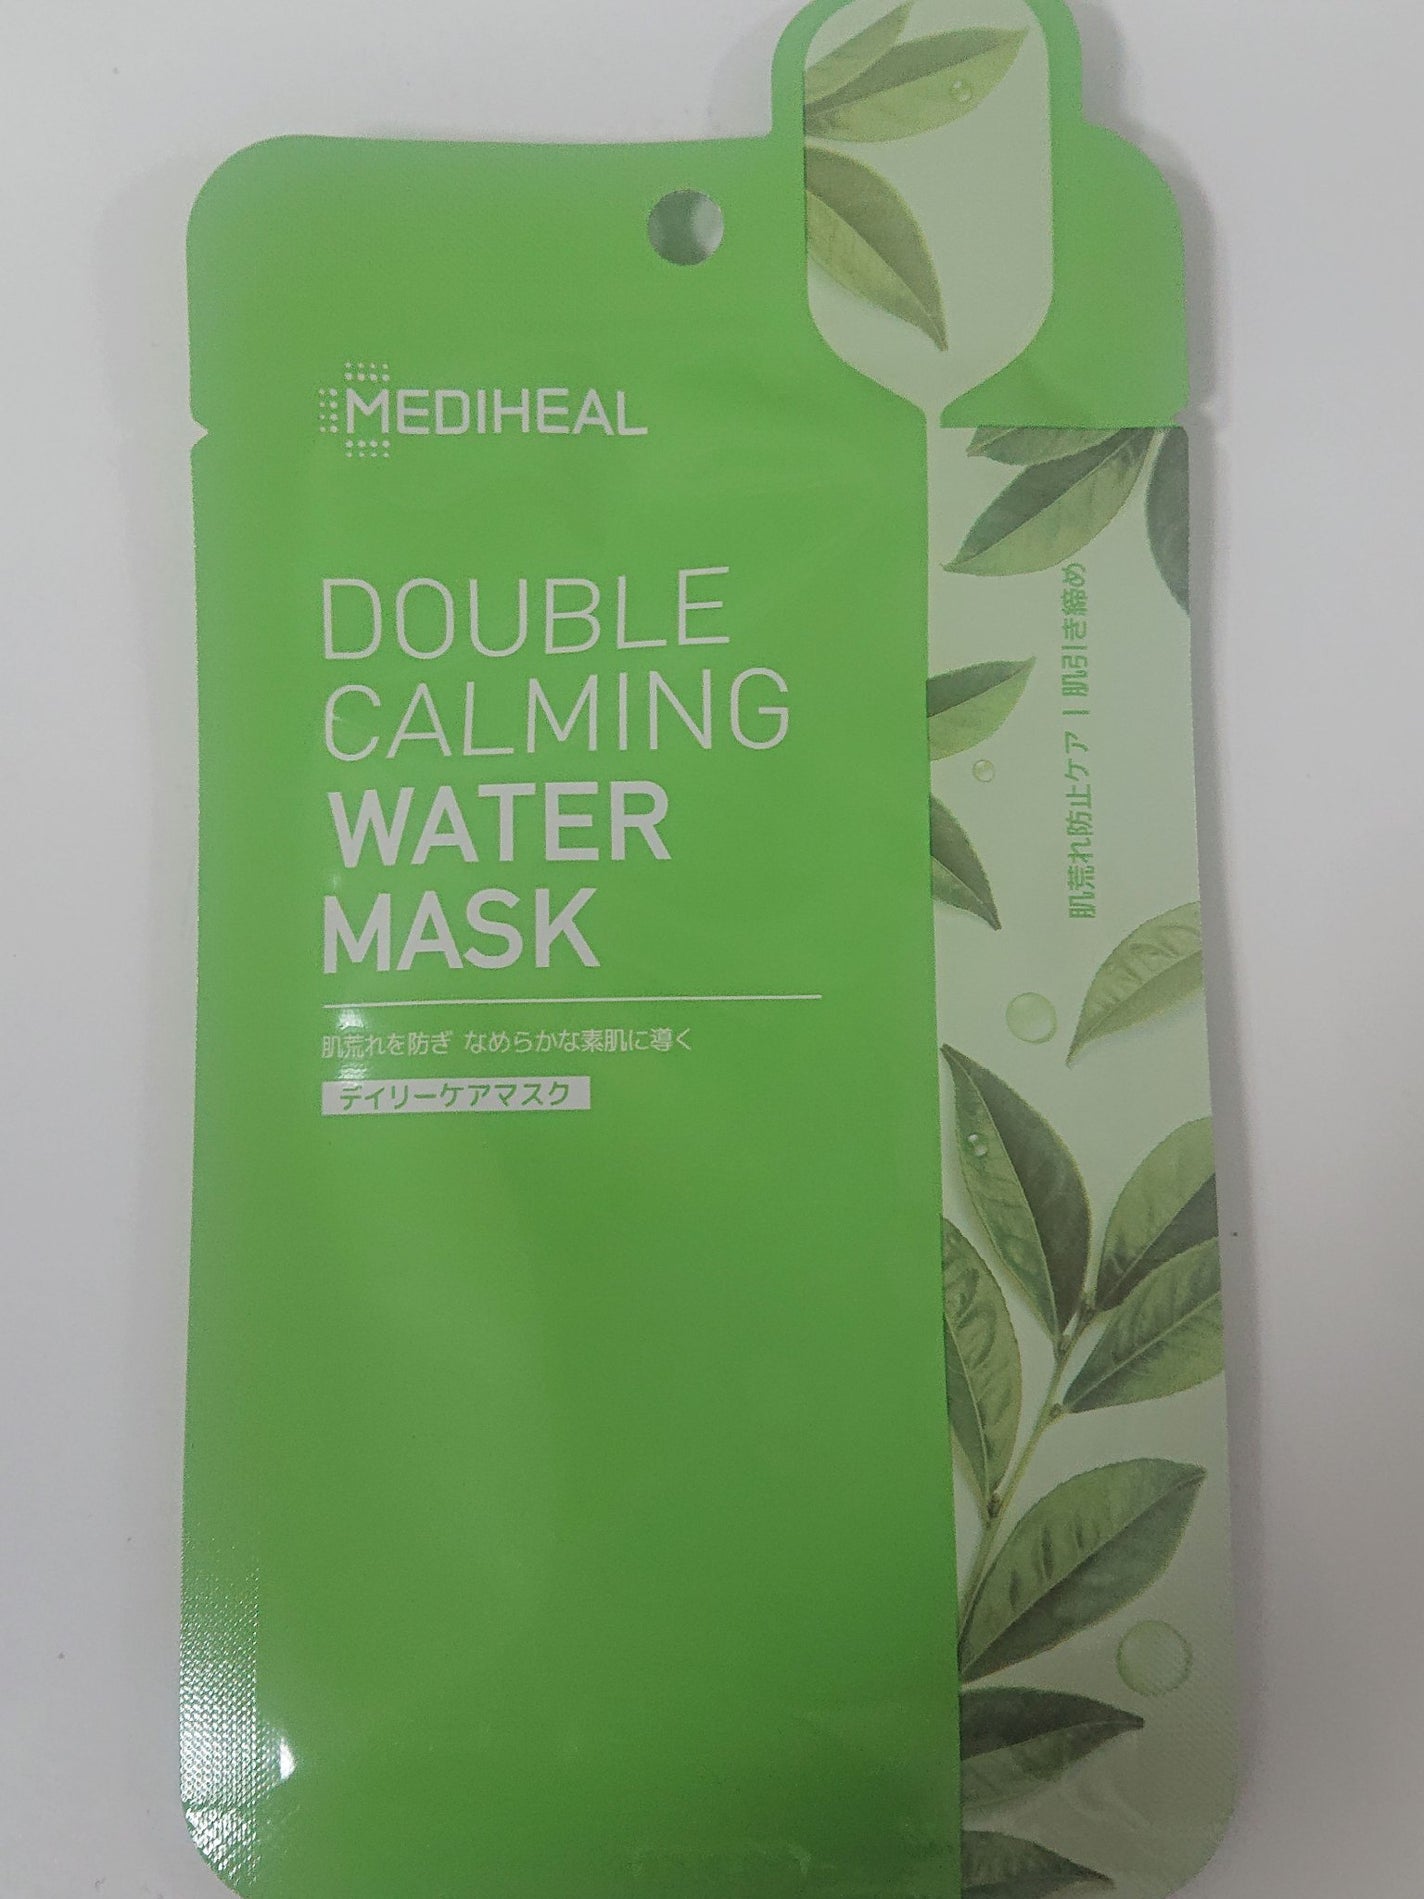 MEDIHEAL
DOUBLE
CALMING
WATER
MASK
肌荒れを防ぎ なめらかな素肌に導く
デイリーケアマスク
肌荒れ防止ケア | 肌引き締め